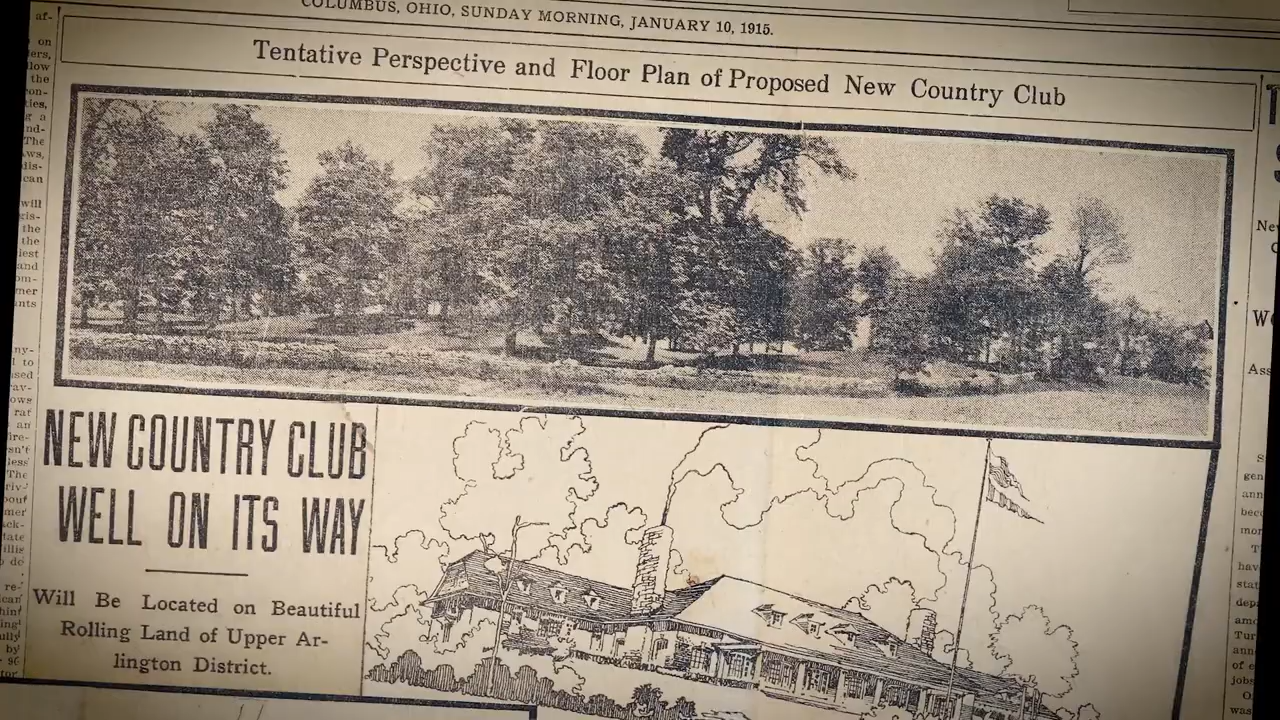 COLUMBUS, OHIO, SUNDAY MORNING, JANUARY 10, 1915.
Tentative Perspective and Floor Plan of Proposed New Country Club
NEW COUNTRY CLUB
WELL ON ITS WAY
Will Be Located on Beautiful
Rolling Land of Upper Ar-
lington District.